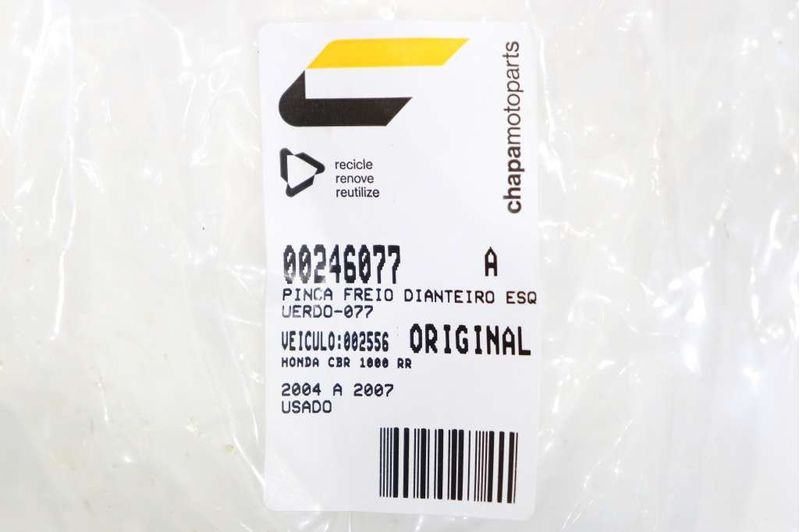 chapamotoparts
recicle
renove
reutilize
00246077 A
PINCA FREIO DIANTEIRO ESQ
UERDO-077
VEICULO:002556 ORIGINAL
HONDA CBR 1000 RR
2004 A 2007
USADO